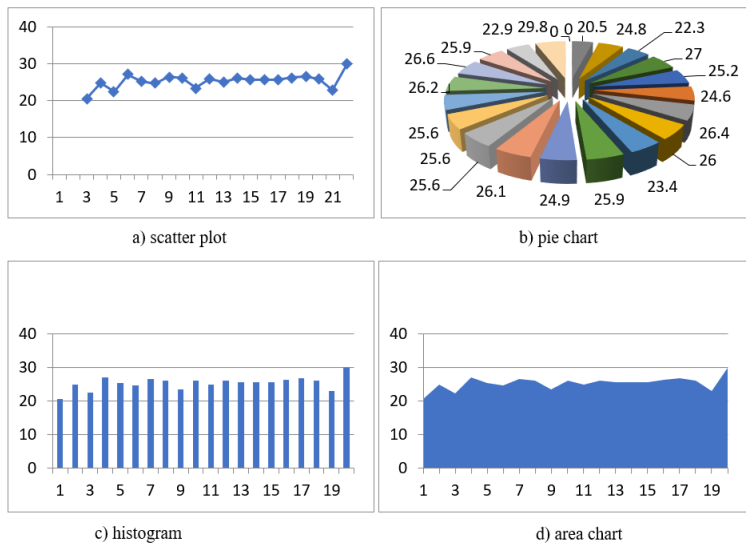 40
30
20
10
0
1 3 5 7 9 11 13 15 17 19 21
a) scatter plot
22.9 29.8 0 0 20.5 24.8
25.9 22.3
26.6 27
26.2 25.2
25.6 24.6
25.6 26.4
25.6 26
26.1 24.9 25.9 23.4
b) pie chart
40
30
20
10
0
1 3 5 7 9 11 13 15 17 19
c) histogram
40
30
20
10
0
1 3 5 7 9 11 13 15 17 19
d) area chart